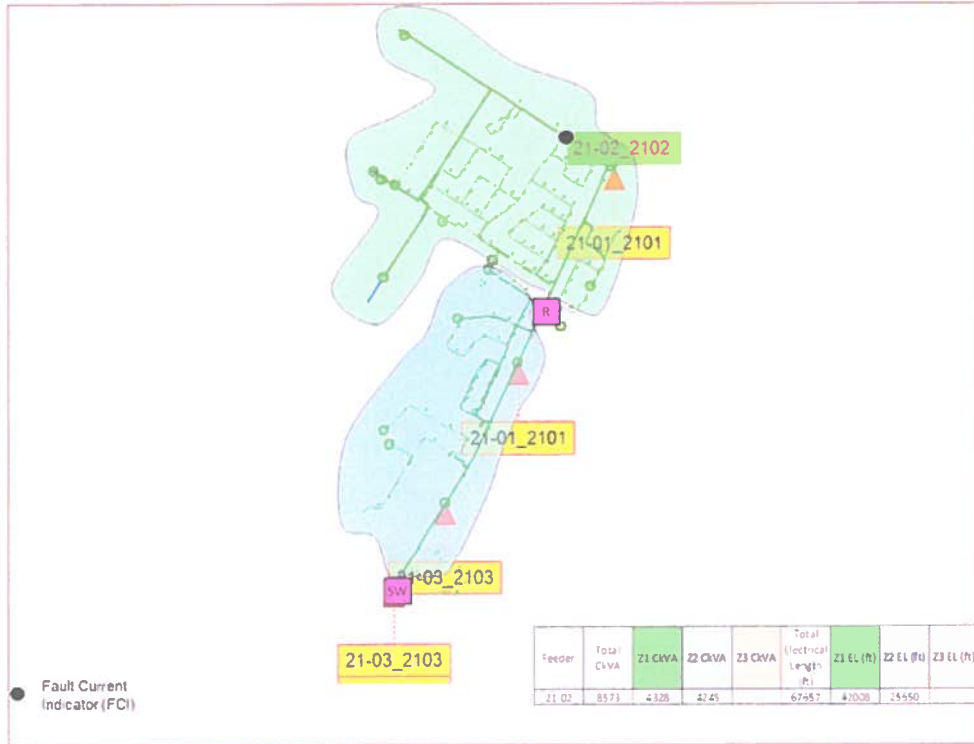 21-02_2102
21-01_2101
R
21-01_2101
21-03_2103
SW
21-03_2103
Fault Current
Indicator (FCI)
Feeder Total CkVA Z1 CkVA Z2 CkVA Z3 CkVA Total Electrical Length (ft) Z1 EL (ft) Z2 EL (ft) Z3 EL (ft)
21 02 8573 4328 4245 67657 42008